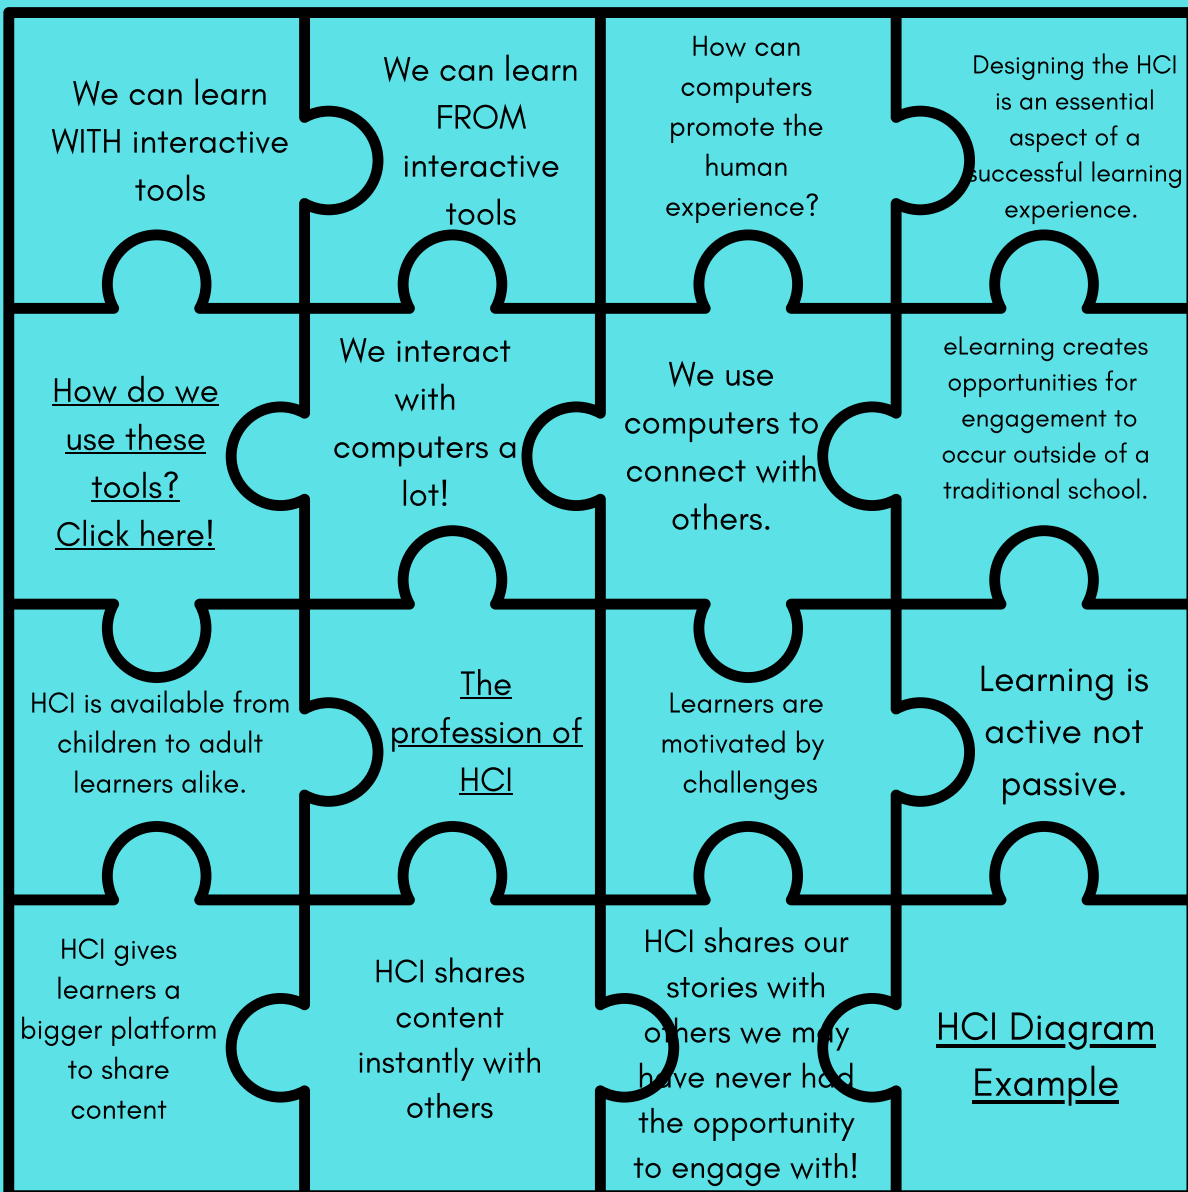 We can learn
WITH interactive
tools
We can learn
FROM
interactive
tools
How can
computers
promote the
human
experience?
Designing the HCI
is an essential
aspect of a
successful learning
experience.
How do we
use these
tools?
Click here!
We interact
with
computers a
lot!
We use
computers to
connect with
others.
eLearning creates
opportunities for
engagement to
occur outside of a
traditional school.
HCI is available from
children to adult
learners alike.
The
profession of
HCI
Learners are
motivated by
challenges
Learning is
active not
passive.
HCI gives
learners a
bigger platform
to share
content
HCI shares
content
instantly with
others
HCI shares our
stories with
others we may
have never had
the opportunity
to engage with!
HCI Diagram
Example